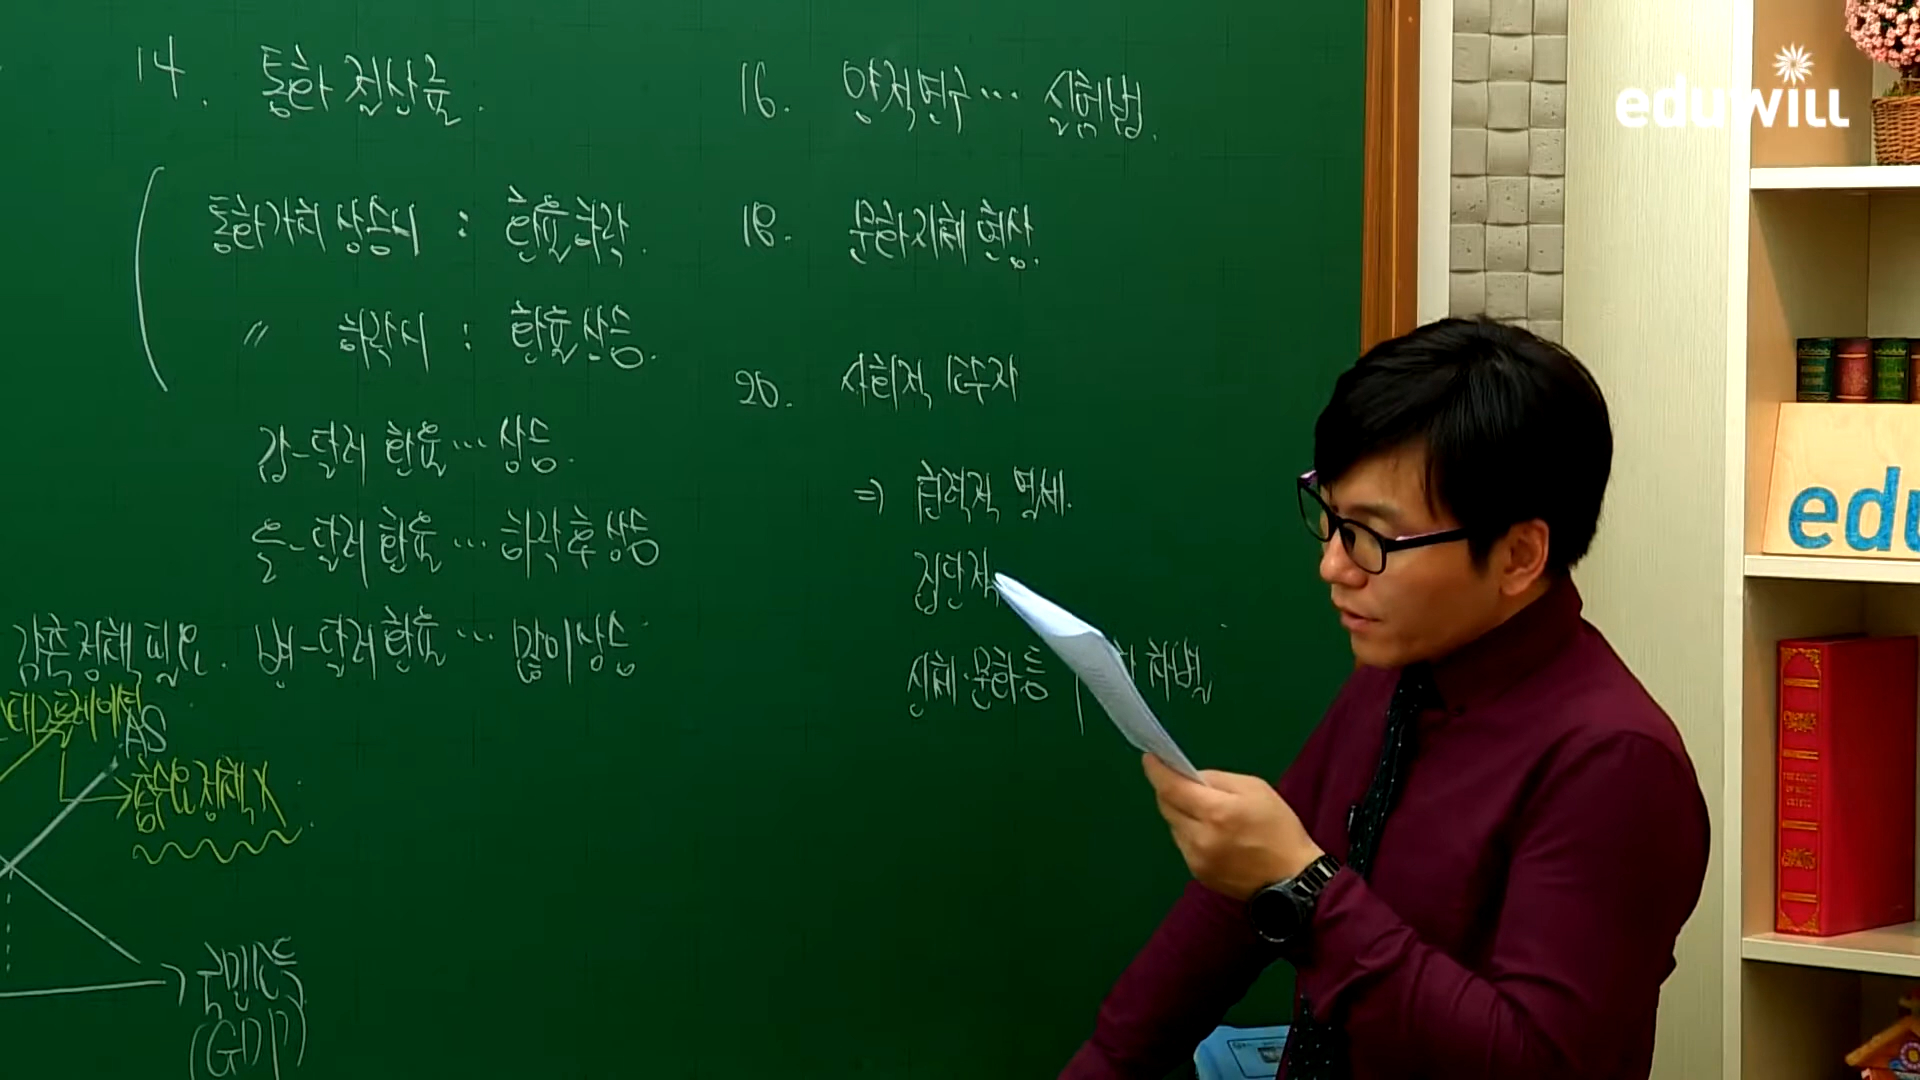 14. 통화 절상률.
통화가치 상승시 : 환율하락.
〃 하락시 : 환율상승.
갑-달러 환율… 상승.
을-달러 환율… 하락 후 상승
병-달러 환율… 많이 상승
긴축정책 필요.
AS
총수요정책 X
국민소득
(GDP)
16. 양적연구… 실험법.
18. 문화지체 현상.
20. 사회적 소수자
⇒ 권력적 열세.
집단적
신체·문화등 차별
eduwill
edu